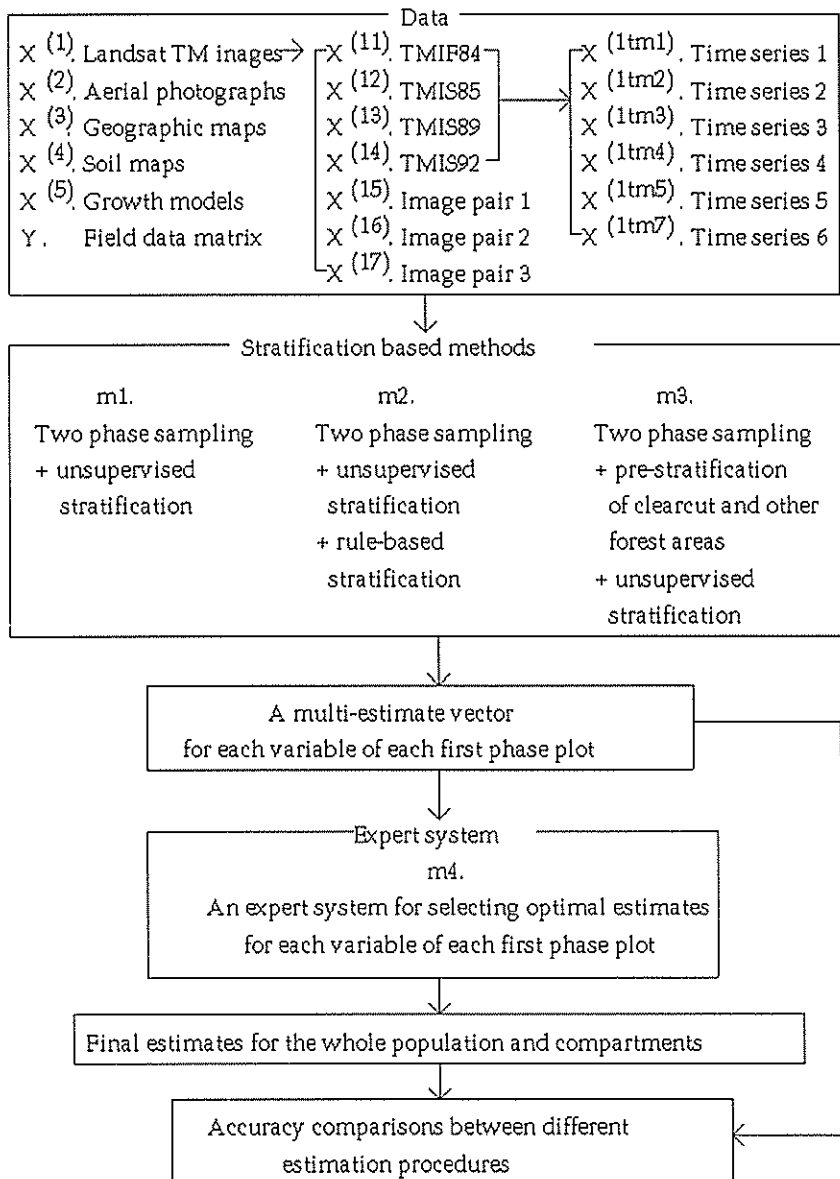 Data
X (1). Landsat TM inages
X (2). Aerial photographs
X (3). Geographic maps
X (4). Soil maps
X (5). Growth models
Y. Field data matrix
X (11). TMIF84
X (12). TMIS85
X (13). TMIS89
X (14). TMIS92
X (15). Image pair 1
X (16). Image pair 2
X (17). Image pair 3
X (1tm1). Time series 1
X (1tm2). Time series 2
X (1tm3). Time series 3
X (1tm4). Time series 4
X (1tm5). Time series 5
X (1tm7). Time series 6
Stratification based methods
m1.
Two phase sampling
+ unsupervised
stratification
m2.
Two phase sampling
+ unsupervised
stratification
+ rule-based
stratification
m3.
Two phase sampling
+ pre-stratification
of clearcut and other
forest areas
+ unsupervised
stratification
A multi-estimate vector
for each variable of each first phase plot
Expert system
m4.
An expert system for selecting optimal estimates
for each variable of each first phase plot
Final estimates for the whole population and compartments
Accuracy comparisons between different
estimation procedures